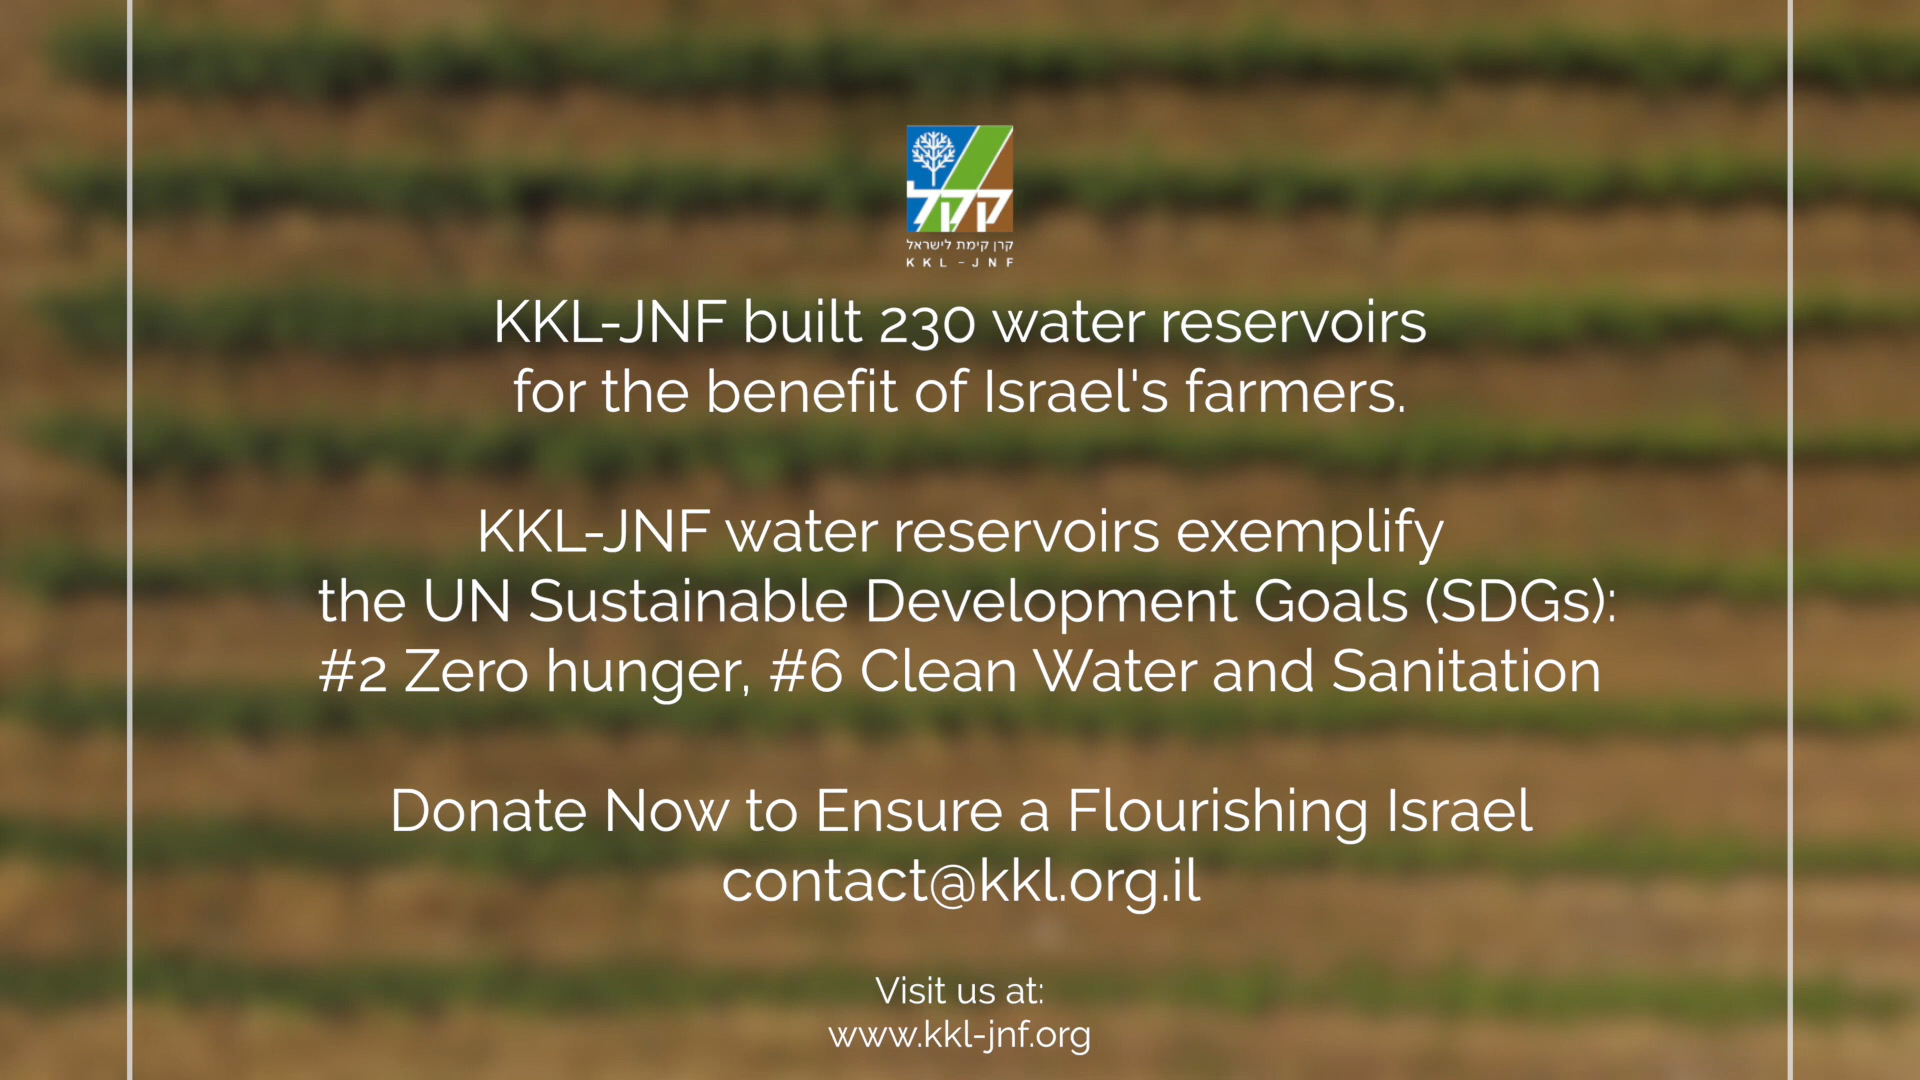 קקל
קרן קימת לישראל
KKL-JNF
KKL-JNF built 230 water reservoirs
for the benefit of Israel's farmers.
KKL-JNF water reservoirs exemplify
the UN Sustainable Development Goals (SDGs):
#2 Zero hunger, #6 Clean Water and Sanitation
Donate Now to Ensure a Flourishing Israel
contact@kkl.org.il
Visit us at:
www.kkl-jnf.org